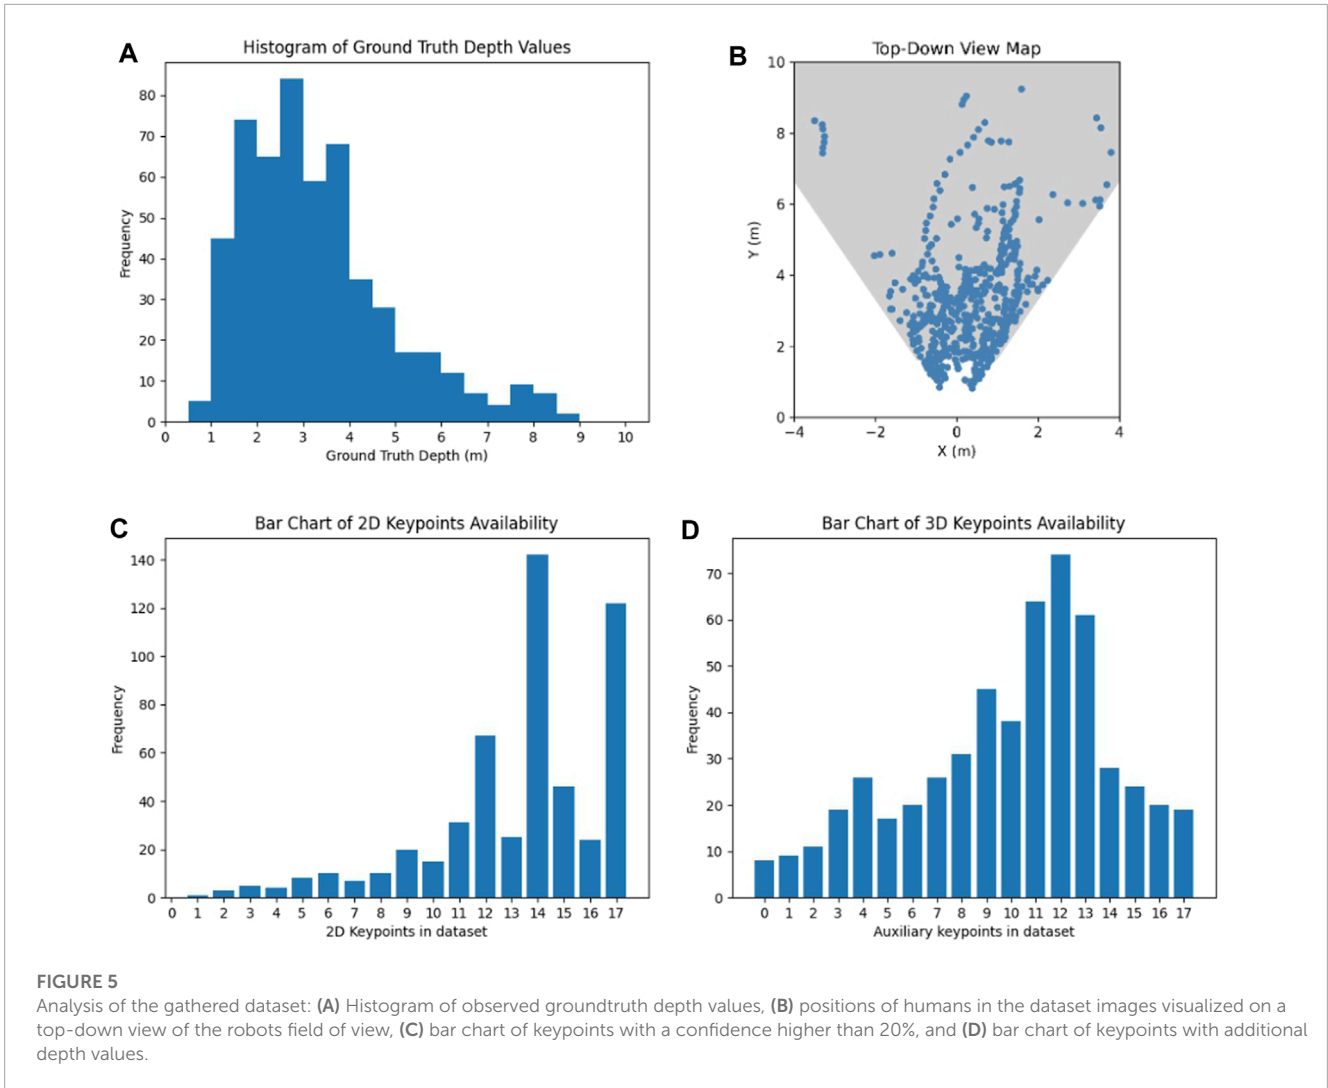 A
Histogram of Ground Truth Depth Values
Frequency
80
70
60
50
40
30
20
10
0
0 1 2 3 4 5 6 7 8 9 10
Ground Truth Depth (m)
B
Top-Down View Map
Y (m)
10
8
6
4
2
0
−4 −2 0 2 4
X (m)
C
Bar Chart of 2D Keypoints Availability
Frequency
140
120
100
80
60
40
20
0
0 1 2 3 4 5 6 7 8 9 10 11 12 13 14 15 16 17
2D Keypoints in dataset
D
Bar Chart of 3D Keypoints Availability
Frequency
70
60
50
40
30
20
10
0
0 1 2 3 4 5 6 7 8 9 10 11 12 13 14 15 16 17
Auxiliary keypoints in dataset
FIGURE 5
Analysis of the gathered dataset: (A) Histogram of observed groundtruth depth values, (B) positions of humans in the dataset images visualized on a
top-down view of the robots field of view, (C) bar chart of keypoints with a confidence higher than 20%, and (D) bar chart of keypoints with additional
depth values.